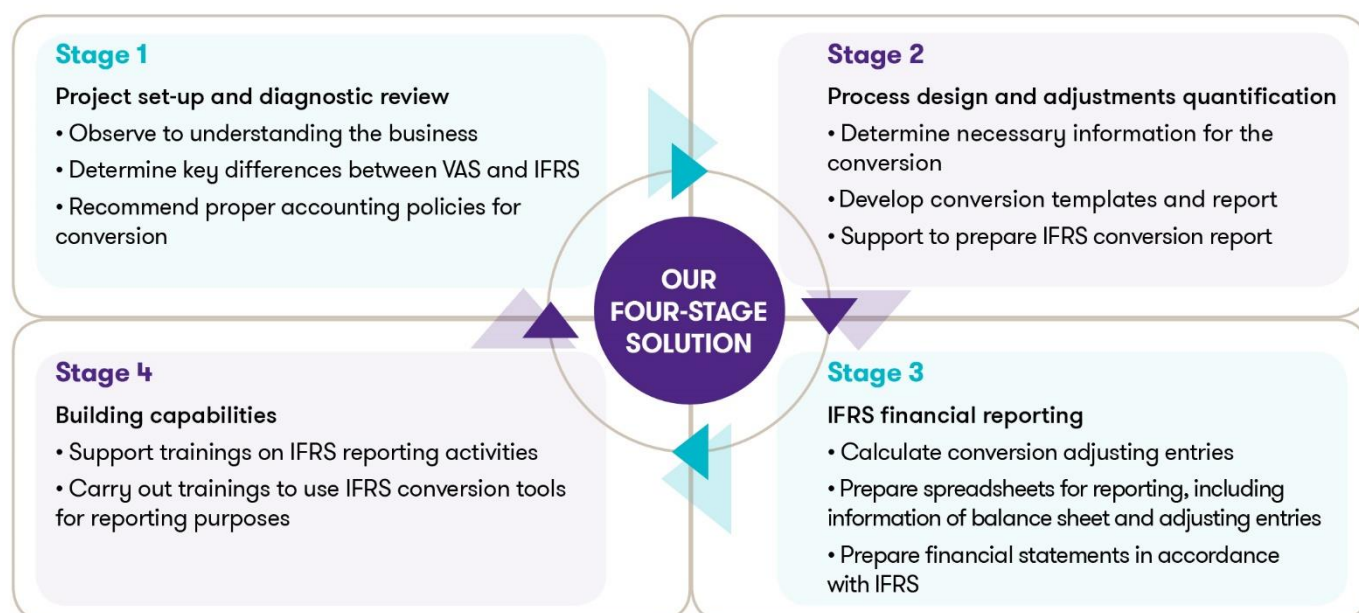 Stage 1
Project set-up and diagnostic review
• Observe to understanding the business
• Determine key differences between VAS and IFRS
• Recommend proper accounting policies for
conversion
Stage 2
Process design and adjustments quantification
• Determine necessary information for the
conversion
• Develop conversion templates and report
• Support to prepare IFRS conversion report
OUR
FOUR-STAGE
SOLUTION
Stage 4
Building capabilities
• Support trainings on IFRS reporting activities
• Carry out trainings to use IFRS conversion tools
for reporting purposes
Stage 3
IFRS financial reporting
• Calculate conversion adjusting entries
• Prepare spreadsheets for reporting, including
information of balance sheet and adjusting entries
• Prepare financial statements in accordance
with IFRS